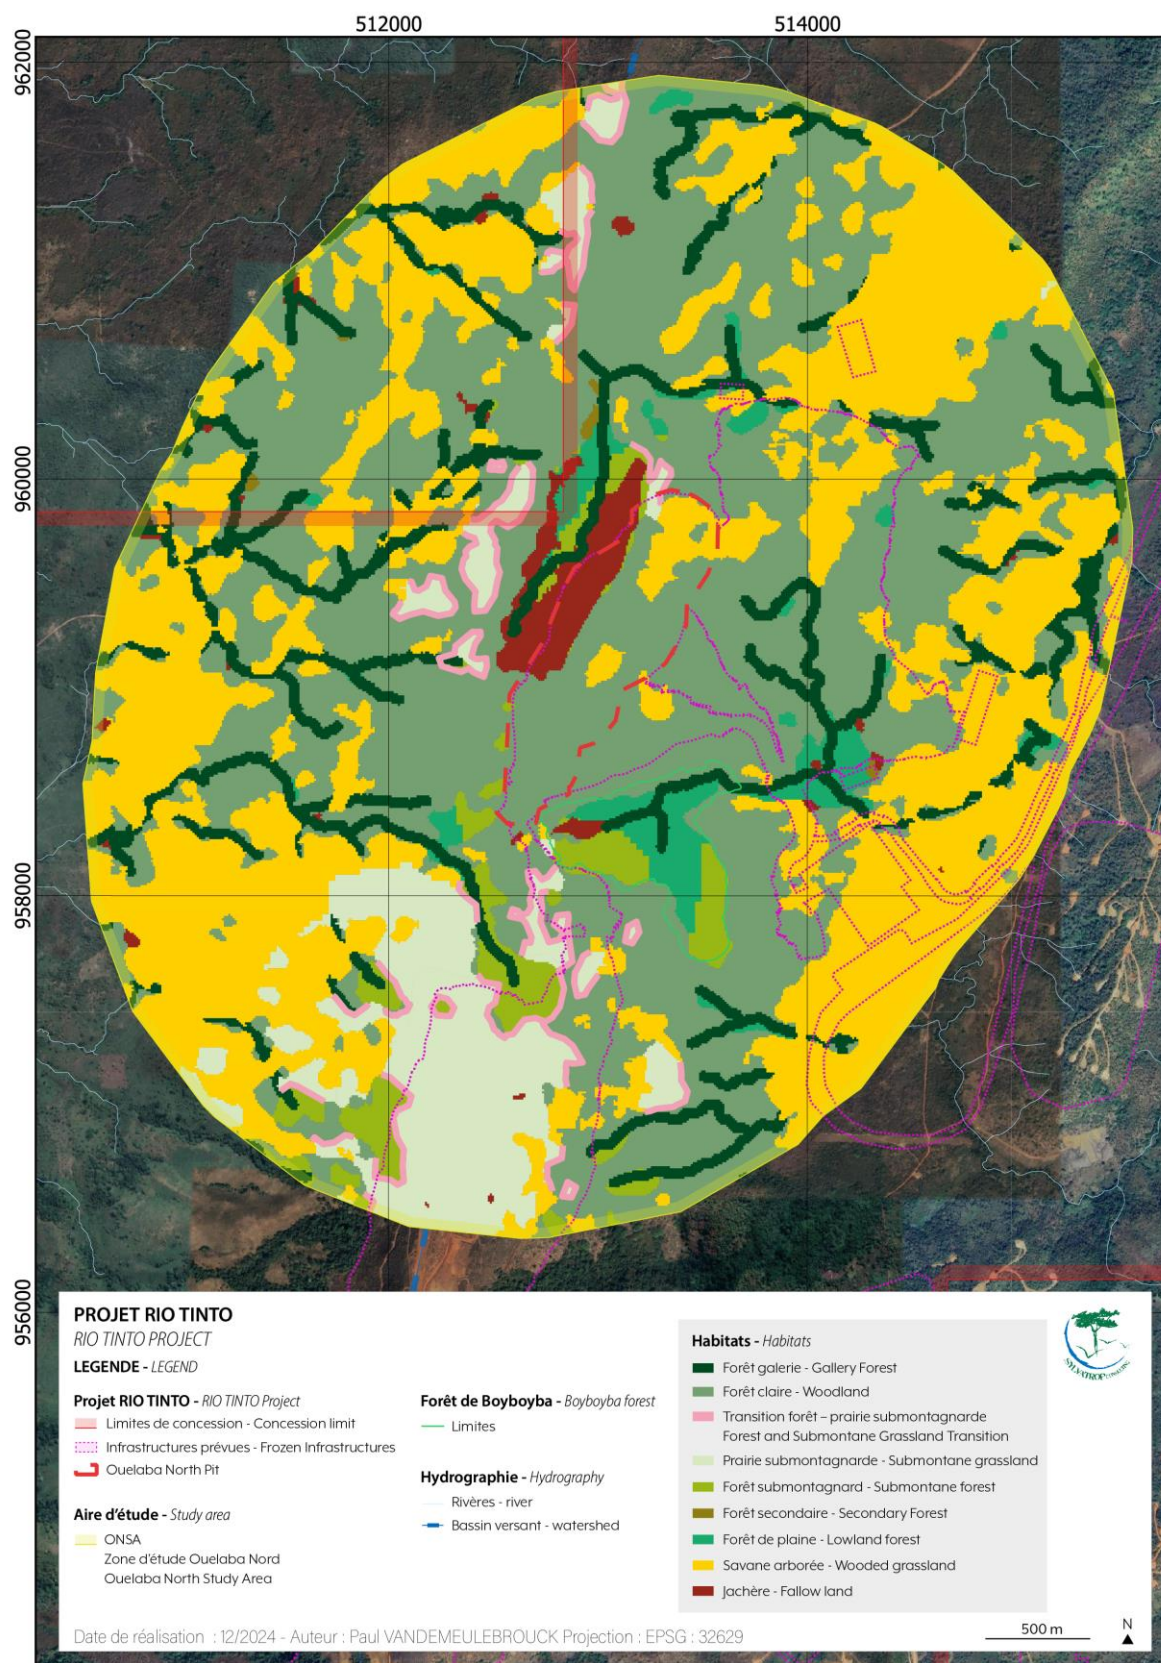 512000
514000
962000
960000
958000
956000
PROJET RIO TINTO
RIO TINTO PROJECT
LEGENDE - LEGEND
Projet RIO TINTO - RIO TINTO Project
Limites de concession - Concession limit
Infrastructures prévues - Frozen Infrastructures
Ouelaba North Pit
Aire d'étude - Study area
ONSA
Zone d'étude Ouelaba Nord
Ouelaba North Study Area
Forêt de Boyboyba - Boyboyba forest
Limites
Hydrographie - Hydrography
Rivères - river
Bassin versant - watershed
Habitats - Habitats
Forêt galerie - Gallery Forest
Forêt claire - Woodland
Transition forêt – prairie submontagnarde
Forest and Submontane Grassland Transition
Prairie submontagnarde - Submontane grassland
Forêt submontagnard - Submontane forest
Forêt secondaire - Secondary Forest
Forêt de plaine - Lowland forest
Savane arborée - Wooded grassland
Jachère - Fallow land
SYLVATROP CONSULTING
500 m
N
Date de réalisation : 12/2024 - Auteur : Paul VANDEMEULEBROUCK Projection : EPSG : 32629